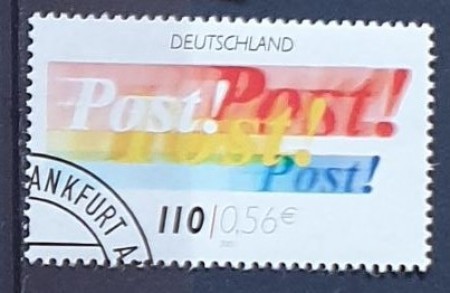 DEUTSCHLAND
Post! Post!
Post!
Post!
110 | 0,56€
ANKFURT A